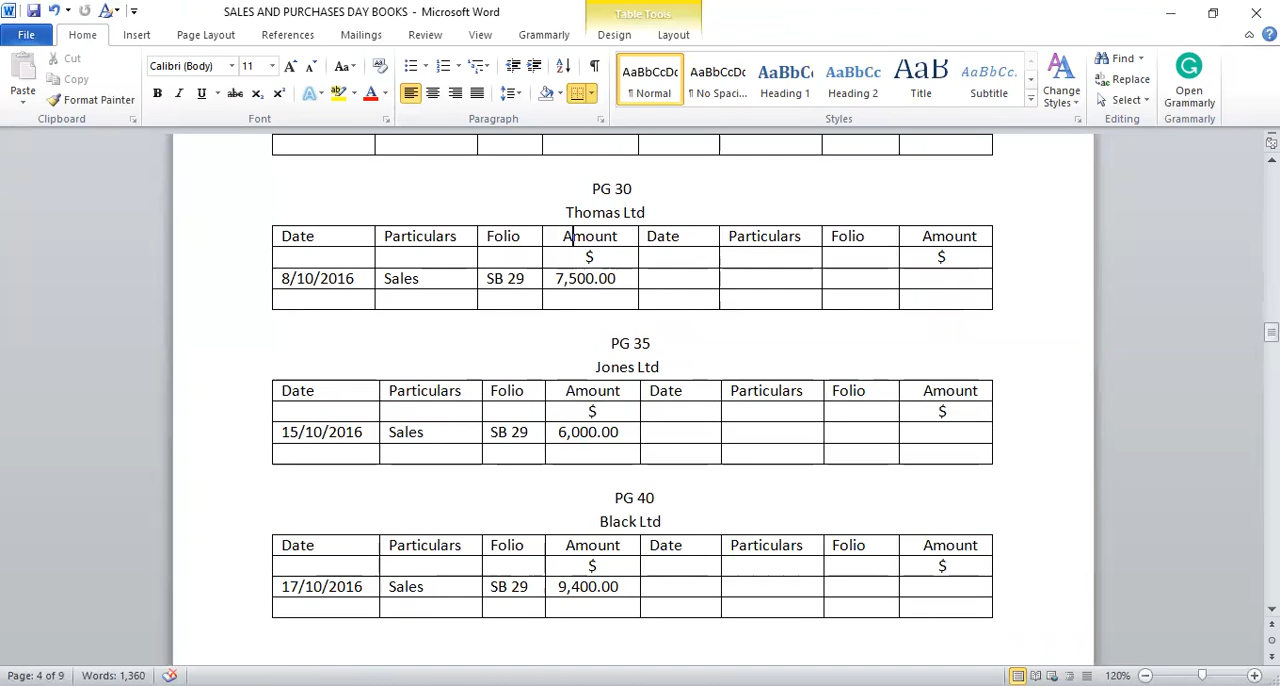 SALES AND PURCHASES DAY BOOKS - Microsoft Word
Table Tools
File Home Insert Page Layout References Mailings Review View Grammarly Design Layout
Paste
Cut
Copy
Format Painter
Clipboard
Calibri (Body) 11
B I U abc X₂ X² A ab A
Font
Paragraph
AaBbCcDc AaBbCcDc AaBbC AaBbCc AaB AaBbCc.
¶ Normal ¶ No Spaci... Heading 1 Heading 2 Title Subtitle
Change Styles
Styles
Find
Replace
Select
Editing
Open Grammarly
Grammarly
PG 30
Thomas Ltd
Date Particulars Folio Amount Date Particulars Folio Amount
$ $
8/10/2016 Sales SB 29 7,500.00
PG 35
Jones Ltd
Date Particulars Folio Amount Date Particulars Folio Amount
$ $
15/10/2016 Sales SB 29 6,000.00
PG 40
Black Ltd
Date Particulars Folio Amount Date Particulars Folio Amount
$ $
17/10/2016 Sales SB 29 9,400.00
Page: 4 of 9 Words: 1,360 120%